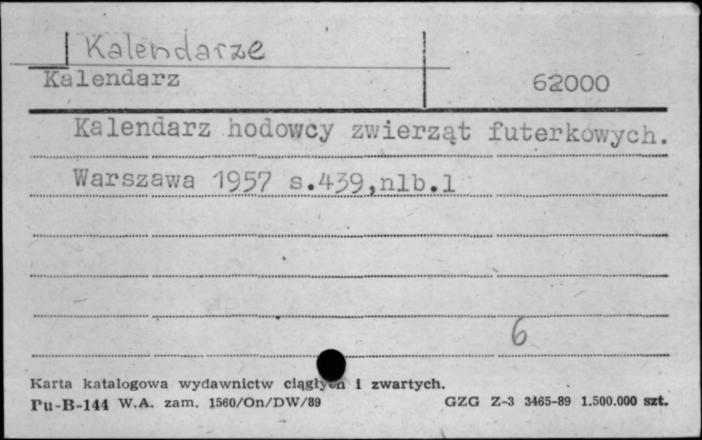 Kalendarze
Kalendarz 62000
Kalendarz hodowcy zwierząt futerkowych.
Warszawa 1957 s.439,nlb.1
6
Karta katalogowa wydawnictw ciągłych i zwartych.
Pu-B-144 W.A. zam. 1560/On/DW/89 GZG Z-3 3465-89 1.500.000 szt.